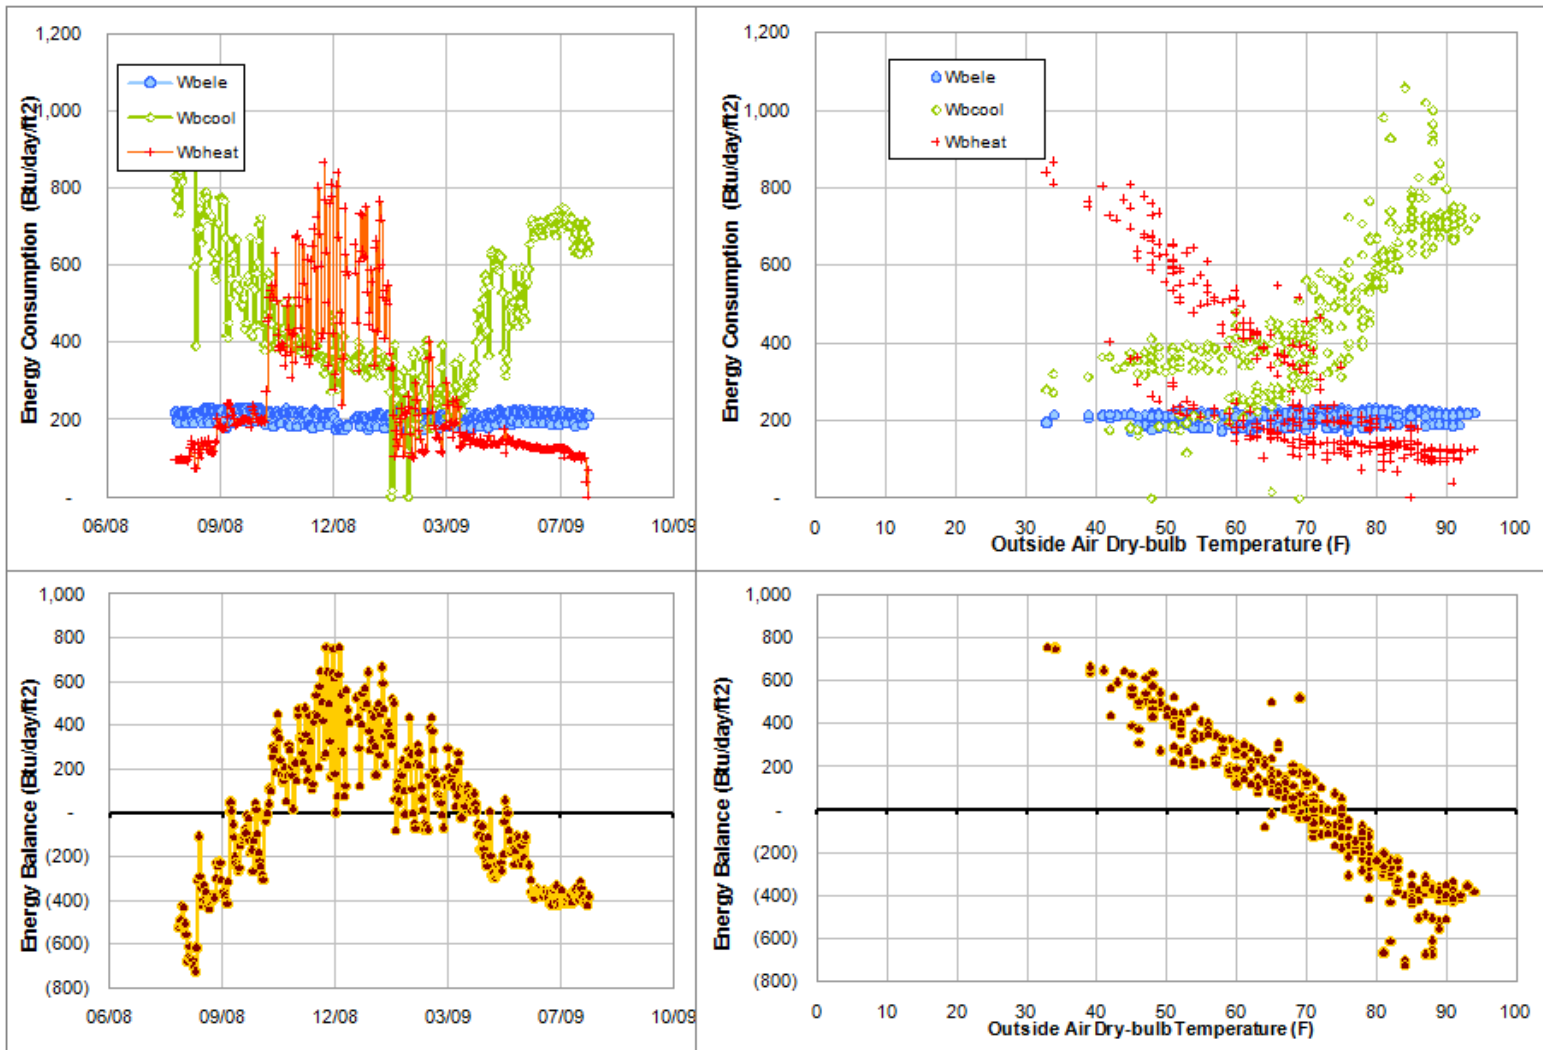 1,200
1,000
800
600
400
200
-
Energy Consumption (Btu/day/ft2)
Wbele
Wbcool
Wbheat
06/08 09/08 12/08 03/09 07/09 10/09
1,200
1,000
800
600
400
200
-
Energy Consumption (Btu/day/ft2)
Wbele
Wbcool
Wbheat
0 10 20 30 40 50 60 70 80 90 100
Outside Air Dry-bulb Temperature (F)
1,000
800
600
400
200
-
(200)
(400)
(600)
(800)
Energy Balance (Btu/day/ft2)
06/08 09/08 12/08 03/09 07/09 10/09
1,000
800
600
400
200
-
(200)
(400)
(600)
(800)
Energy Balance (Btu/day/ft2)
0 10 20 30 40 50 60 70 80 90 100
Outside Air Dry-bulb Temperature (F)